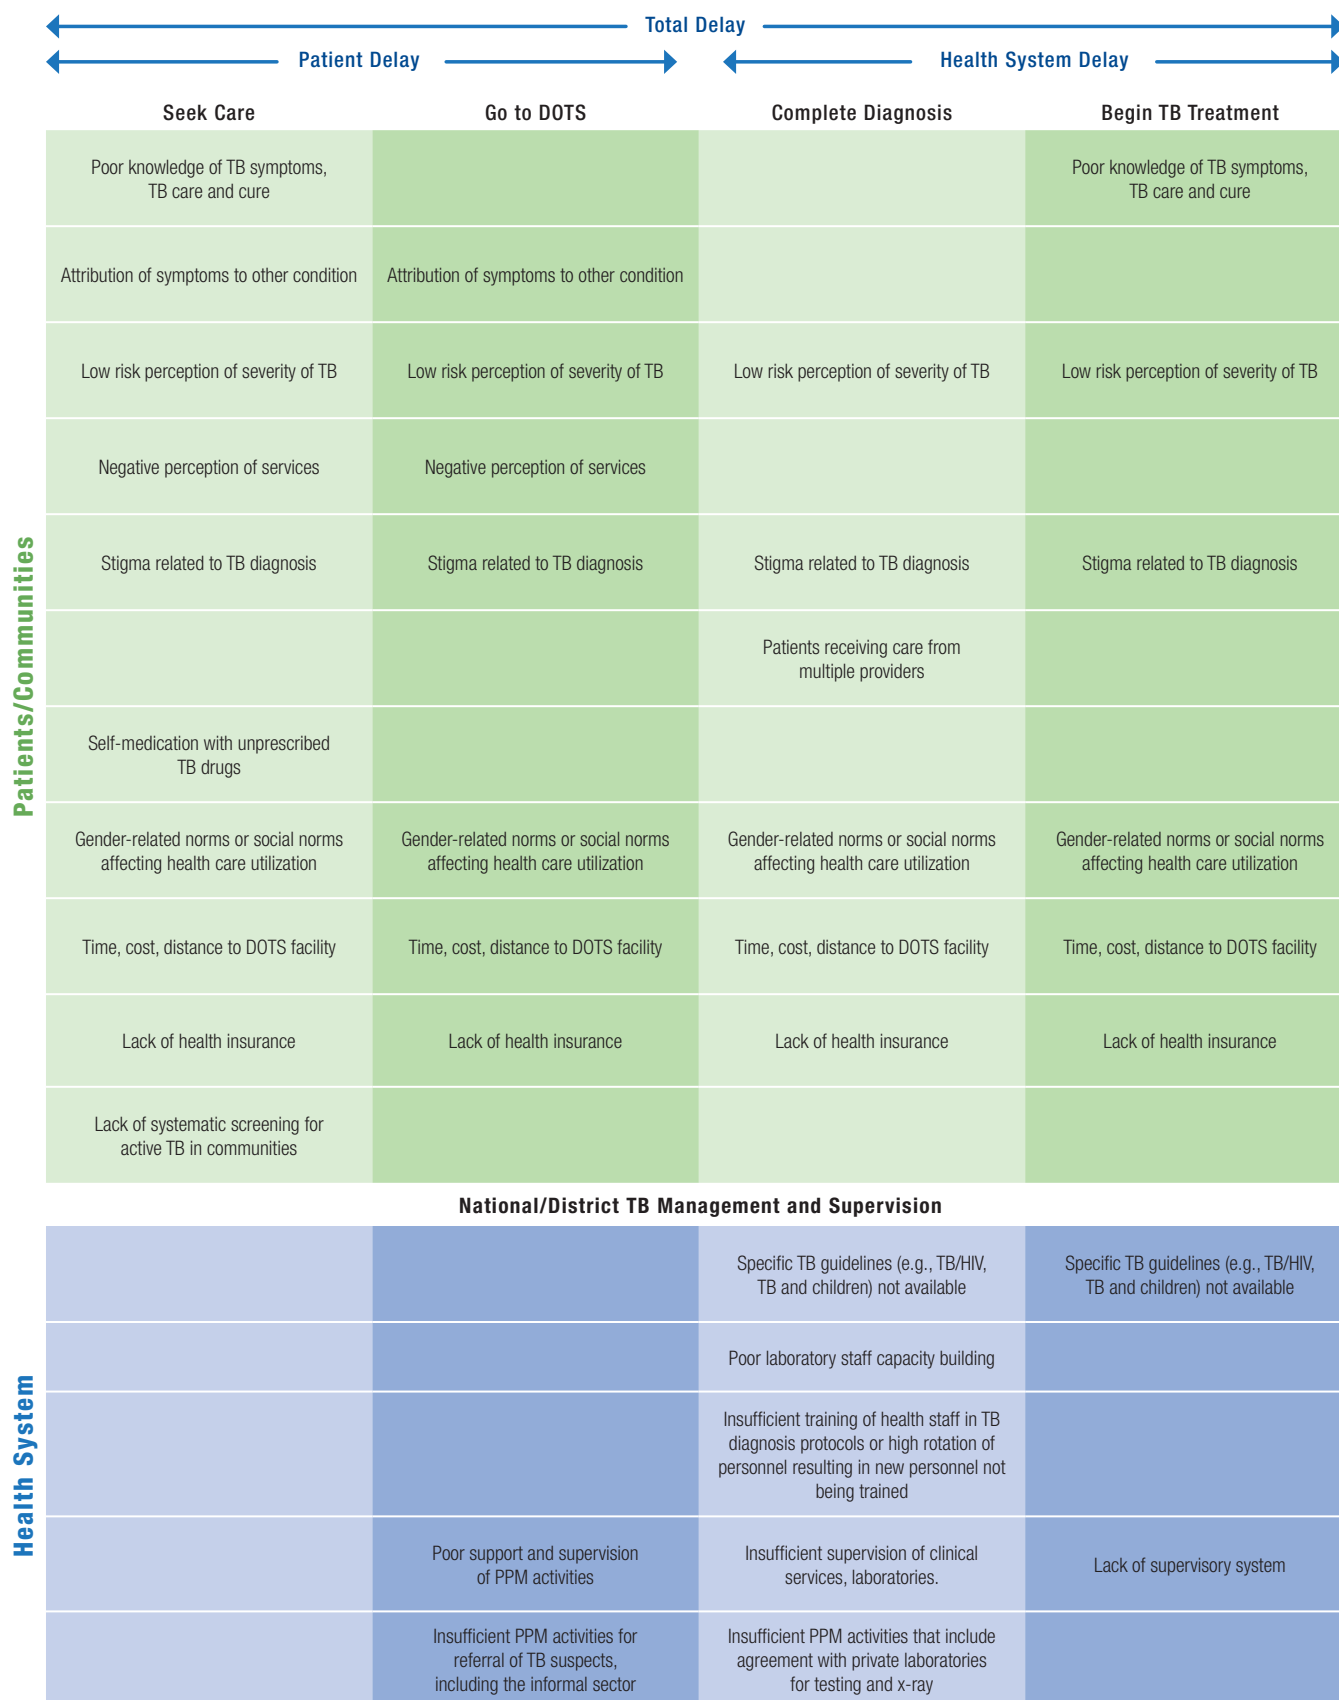 Total Delay
Patient Delay
Health System Delay
Seek Care
Go to DOTS
Complete Diagnosis
Begin TB Treatment
Patients/Communities
Poor knowledge of TB symptoms,
TB care and cure
Poor knowledge of TB symptoms,
TB care and cure
Attribution of symptoms to other condition
Attribution of symptoms to other condition
Low risk perception of severity of TB
Low risk perception of severity of TB
Low risk perception of severity of TB
Low risk perception of severity of TB
Negative perception of services
Negative perception of services
Stigma related to TB diagnosis
Stigma related to TB diagnosis
Stigma related to TB diagnosis
Stigma related to TB diagnosis
Patients receiving care from
multiple providers
Self-medication with unprescribed
TB drugs
Gender-related norms or social norms
affecting health care utilization
Gender-related norms or social norms
affecting health care utilization
Gender-related norms or social norms
affecting health care utilization
Gender-related norms or social norms
affecting health care utilization
Time, cost, distance to DOTS facility
Time, cost, distance to DOTS facility
Time, cost, distance to DOTS facility
Time, cost, distance to DOTS facility
Lack of health insurance
Lack of health insurance
Lack of health insurance
Lack of health insurance
Lack of systematic screening for
active TB in communities
National/District TB Management and Supervision
Health System
Specific TB guidelines (e.g., TB/HIV,
TB and children) not available
Specific TB guidelines (e.g., TB/HIV,
TB and children) not available
Poor laboratory staff capacity building
Insufficient training of health staff in TB
diagnosis protocols or high rotation of
personnel resulting in new personnel not
being trained
Poor support and supervision
of PPM activities
Insufficient supervision of clinical
services, laboratories.
Lack of supervisory system
Insufficient PPM activities for
referral of TB suspects,
including the informal sector
Insufficient PPM activities that include
agreement with private laboratories
for testing and x-ray